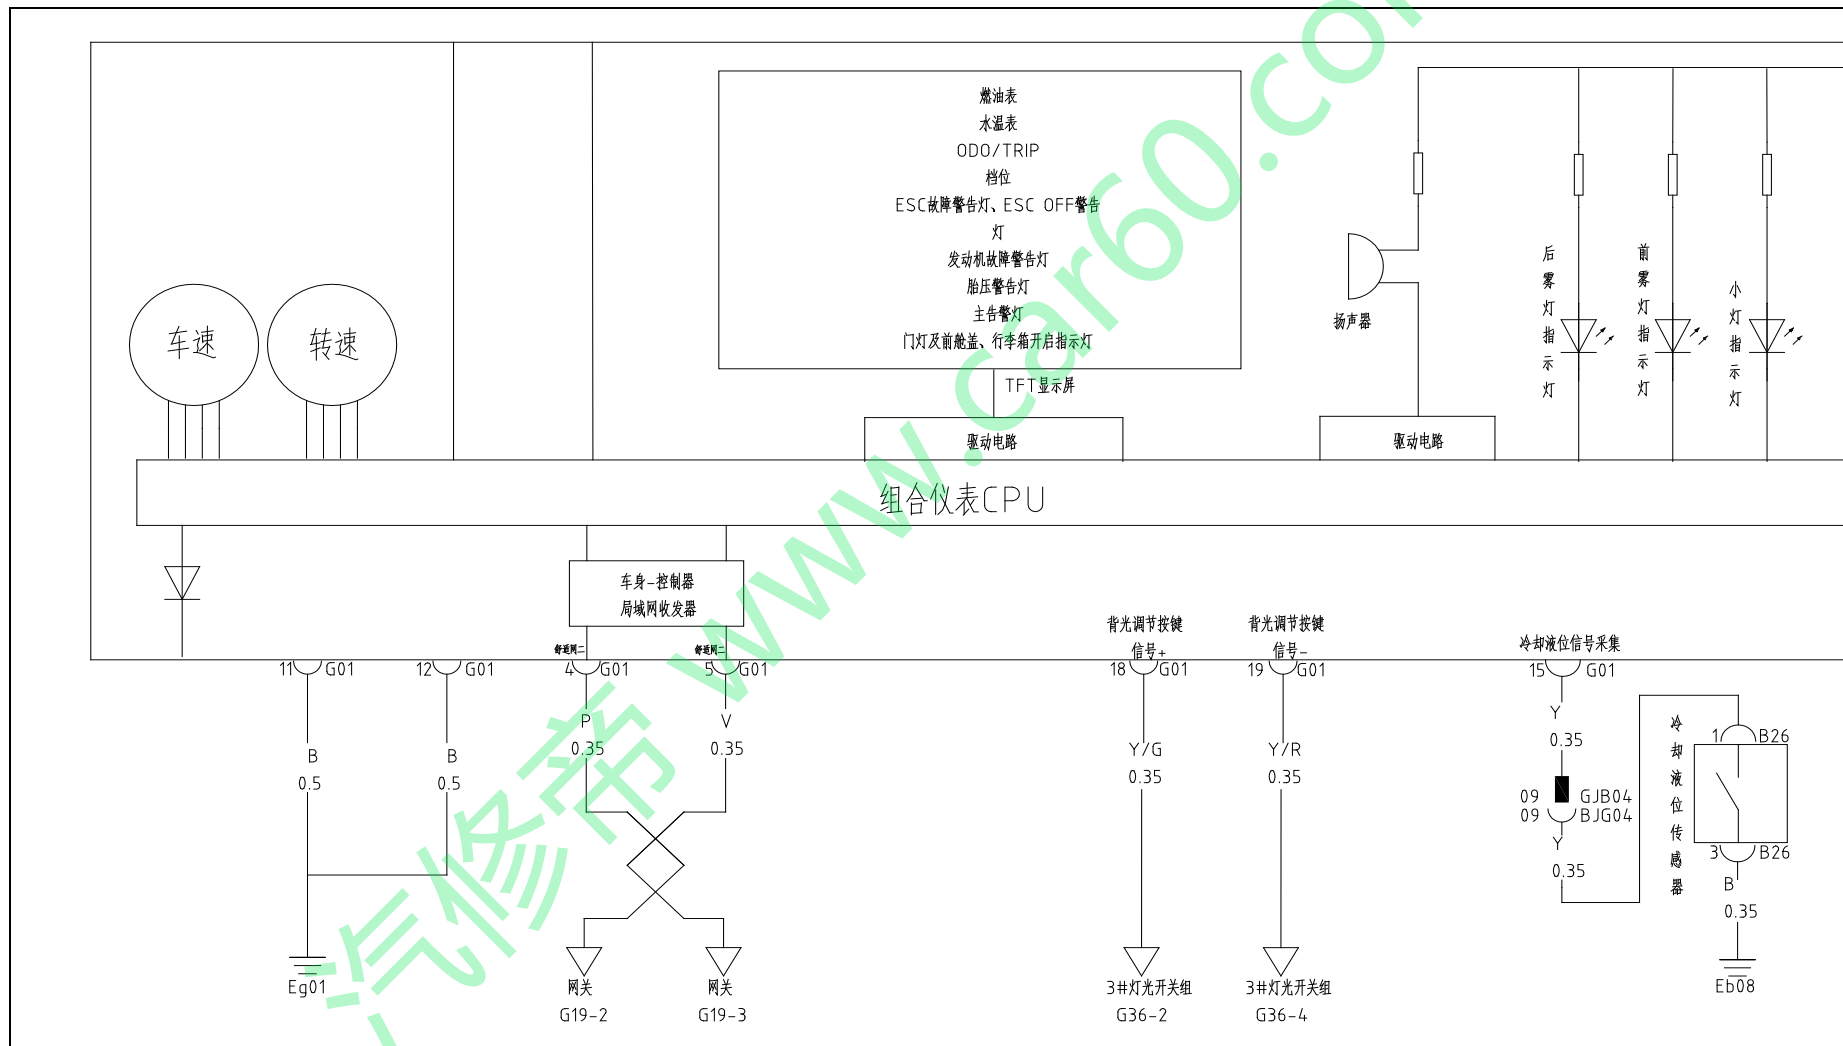 燃油表
水温表
ODO/TRIP
档位
ESC故障警告灯、ESC OFF警告
灯
发动机故障警告灯
胎压警告灯
主告警灯
门灯及前舱盖、行李箱开启指示灯
TFT显示屏
车速
转速
扬声器
后雾灯指示灯
前雾灯指示灯
小灯指示灯
驱动电路
驱动电路
组合仪表CPU
车身-控制器
局域网收发器
舒适网二
舒适网二
背光调节按键
信号+
背光调节按键
信号-
冷却液位信号采集
11 G01
12 G01
4 G01
5 G01
18 G01
19 G01
15 G01
B
0.5
B
0.5
P
0.35
V
0.35
Y/G
0.35
Y/R
0.35
Y
0.35
09 GJB04
09 BJG04
Y
0.35
冷却液位传感器
1 B26
3 B26
B
0.35
Eg01
网关
G19-2
网关
G19-3
3#灯光开关组
G36-2
3#灯光开关组
G36-4
Eb08
汽修帝 www.car60.com